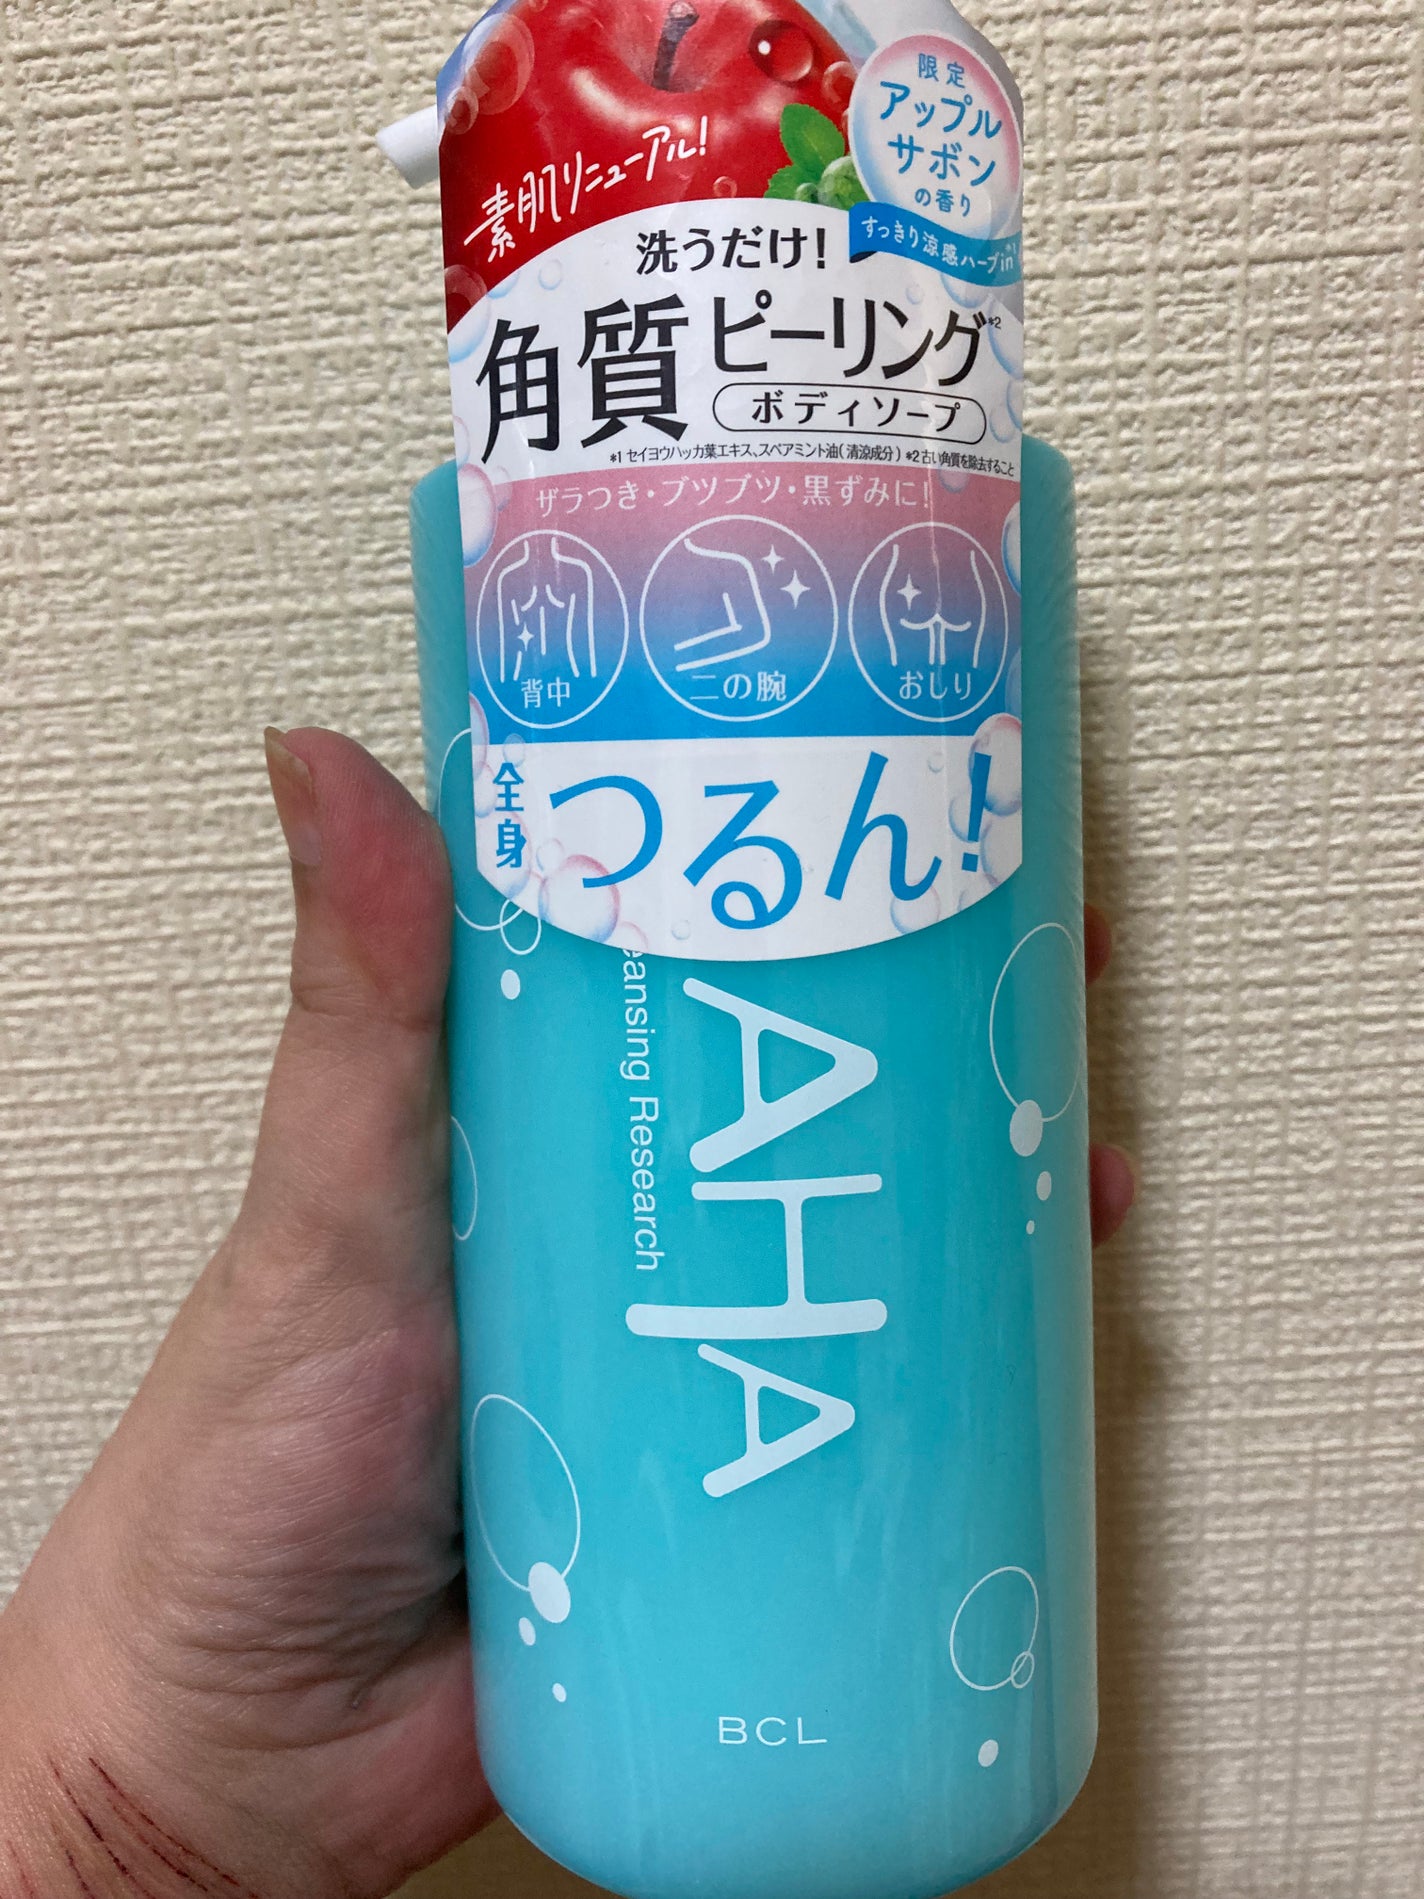 限定
アップル
サボン
の香り
すっきり涼感ハーブin*1
素肌リニューアル!
洗うだけ!
角質ピーリング*2
ボディソープ
*1 セイヨウハッカ葉エキス、スペアミント油(清涼成分) *2 古い角質を除去すること
ザラつき・ブツブツ・黒ずみに!
背中
二の腕
おしり
全身
つるん!
eansing Research
AHA
BCL